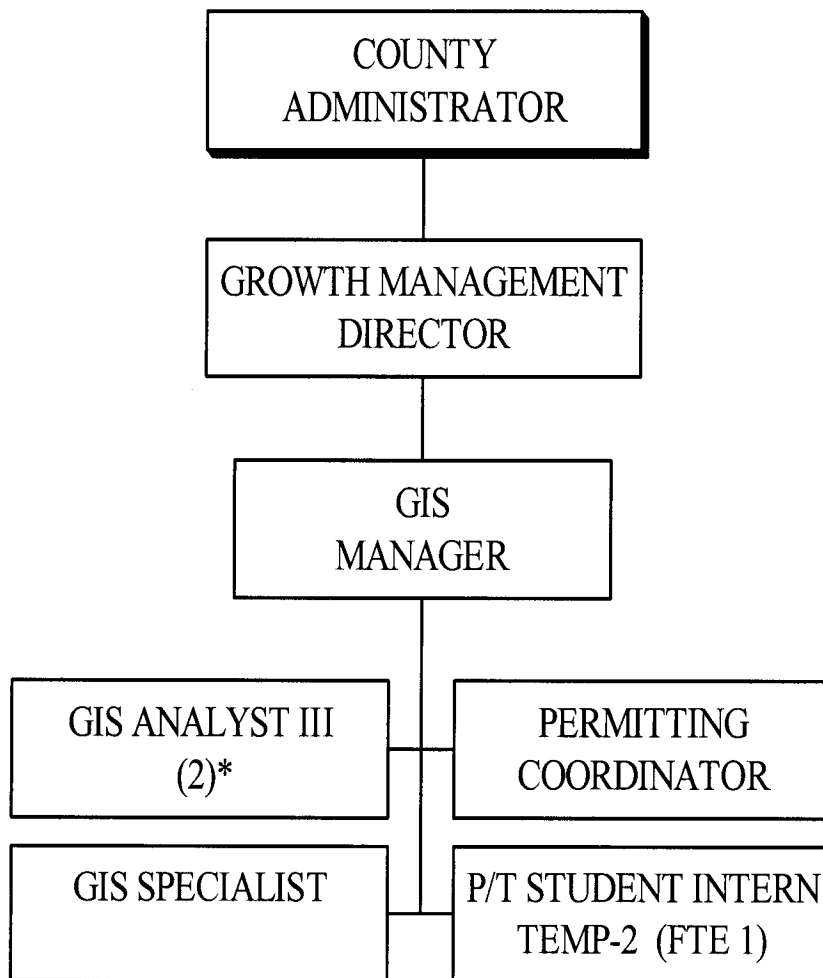 COUNTY
ADMINISTRATOR
GROWTH MANAGEMENT
DIRECTOR
GIS
MANAGER
GIS ANALYST III
(2)*
PERMITTING
COORDINATOR
GIS SPECIALIST
P/T STUDENT INTERN
TEMP-2 (FTE 1)